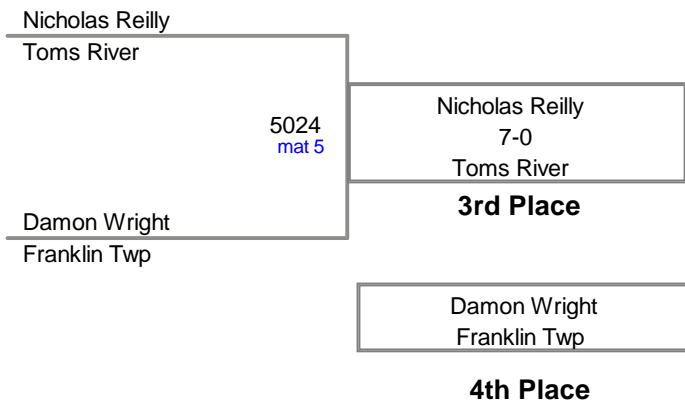 Nicholas Reilly
Toms River
5024
mat 5
Nicholas Reilly
7-0
Toms River
3rd Place
Damon Wright
Franklin Twp
Damon Wright
Franklin Twp
4th Place